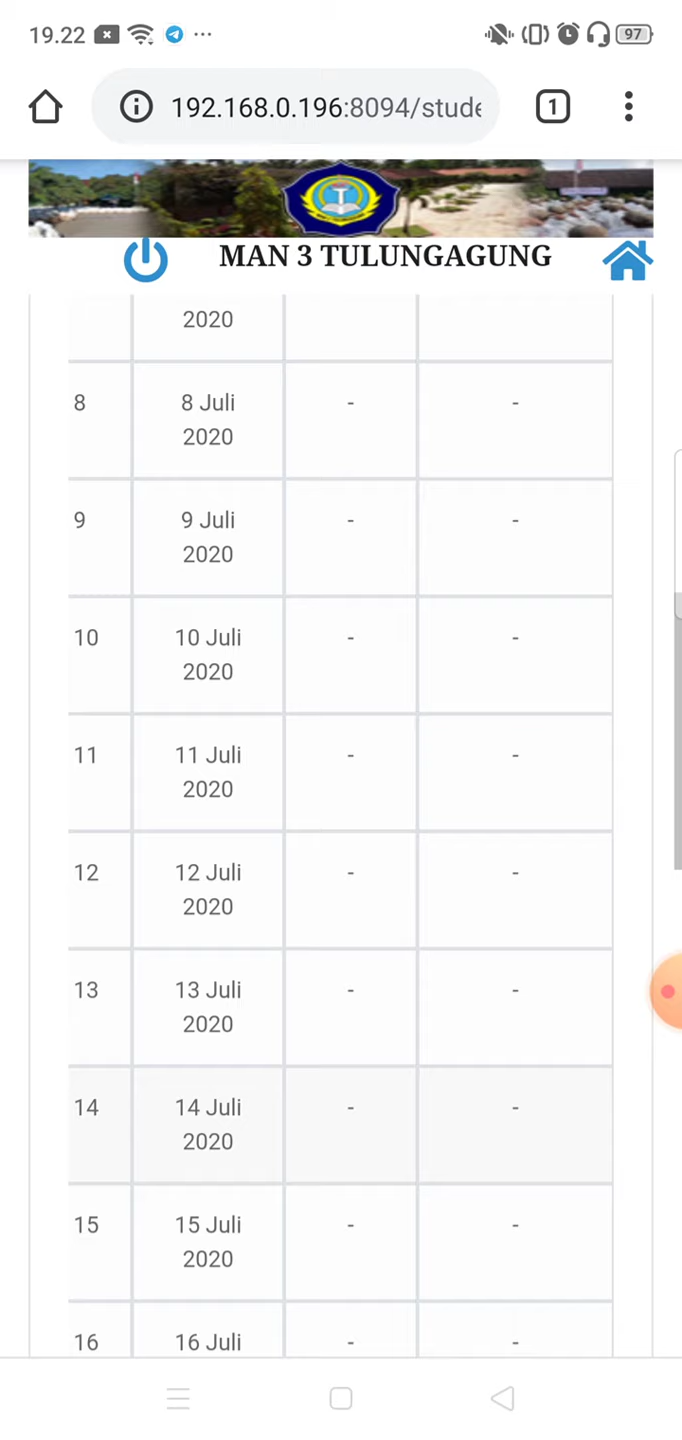 19.22 ... 97
192.168.0.196:8094/stude 1
MAN 3 TULUNGAGUNG
2020
8 8 Juli - -
2020
9 9 Juli - -
2020
10 10 Juli - -
2020
11 11 Juli - -
2020
12 12 Juli - -
2020
13 13 Juli - -
2020
14 14 Juli - -
2020
15 15 Juli - -
2020
16 16 Juli - -